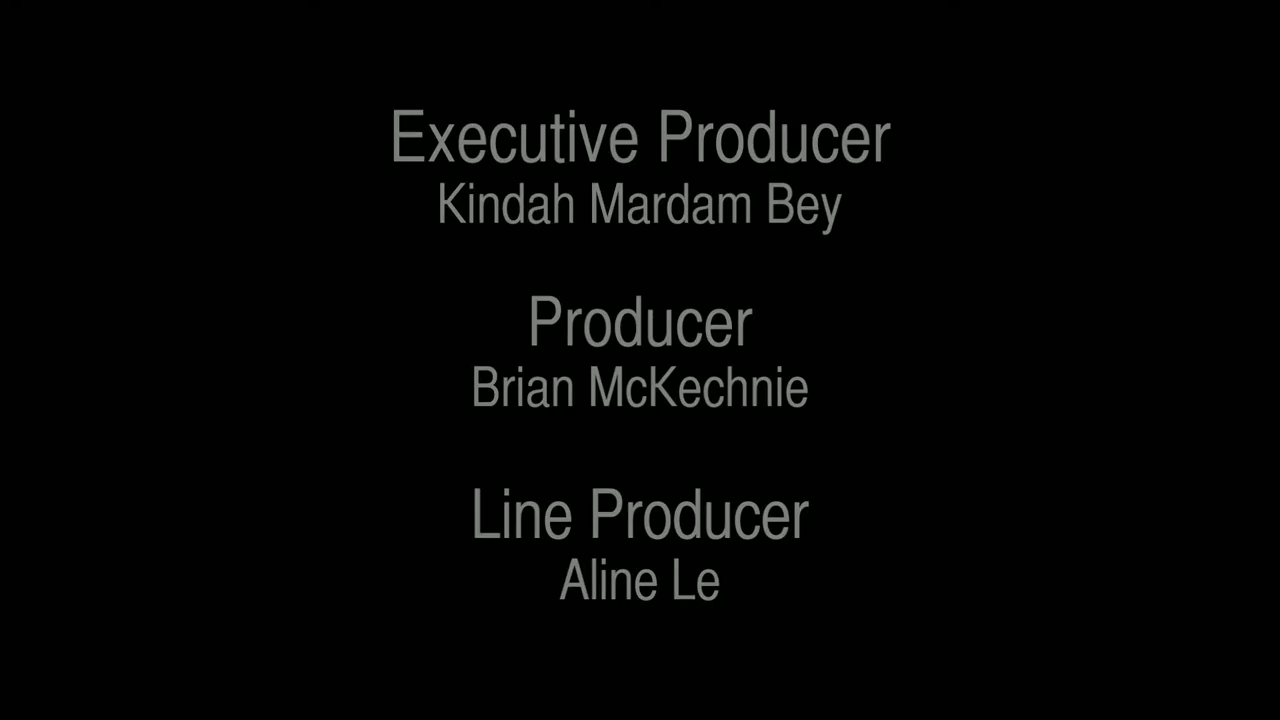 Executive Producer
Kindah Mardam Bey
Producer
Brian McKechnie
Line Producer
Aline Le